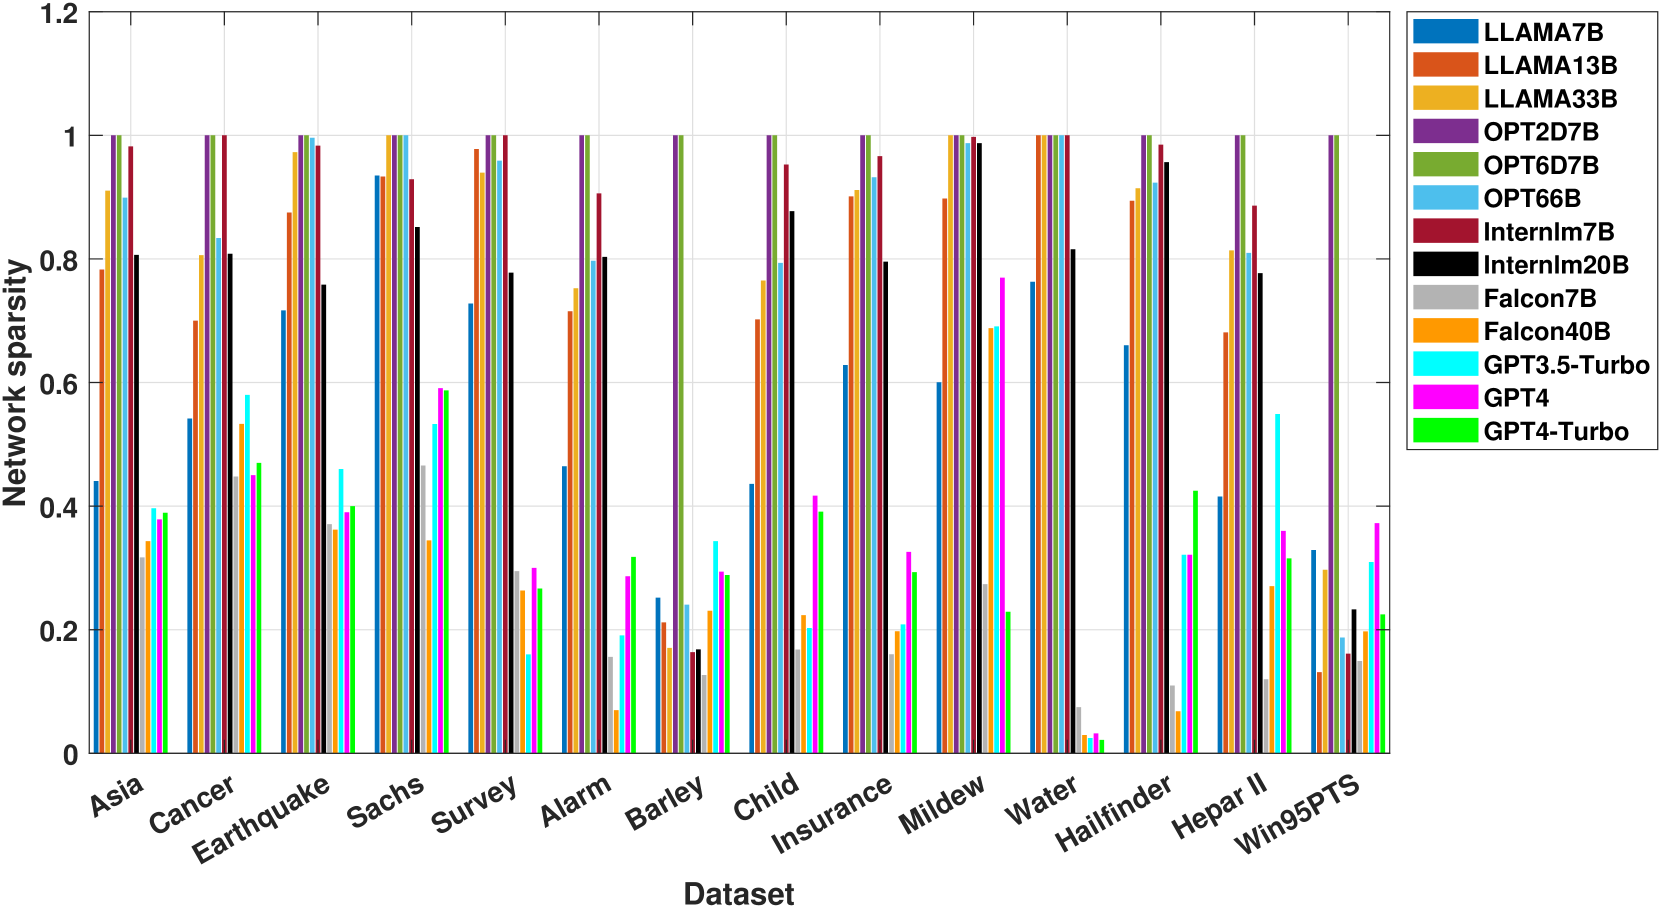 1.2
1
0.8
0.6
0.4
0.2
0
Network sparsity
Asia
Cancer
Earthquake
Sachs
Survey
Alarm
Barley
Child
Insurance
Mildew
Water
Hailfinder
Hepar II
Win95PTS
Dataset
LLAMA7B
LLAMA13B
LLAMA33B
OPT2D7B
OPT6D7B
OPT66B
Internlm7B
Internlm20B
Falcon7B
Falcon40B
GPT3.5-Turbo
GPT4
GPT4-Turbo